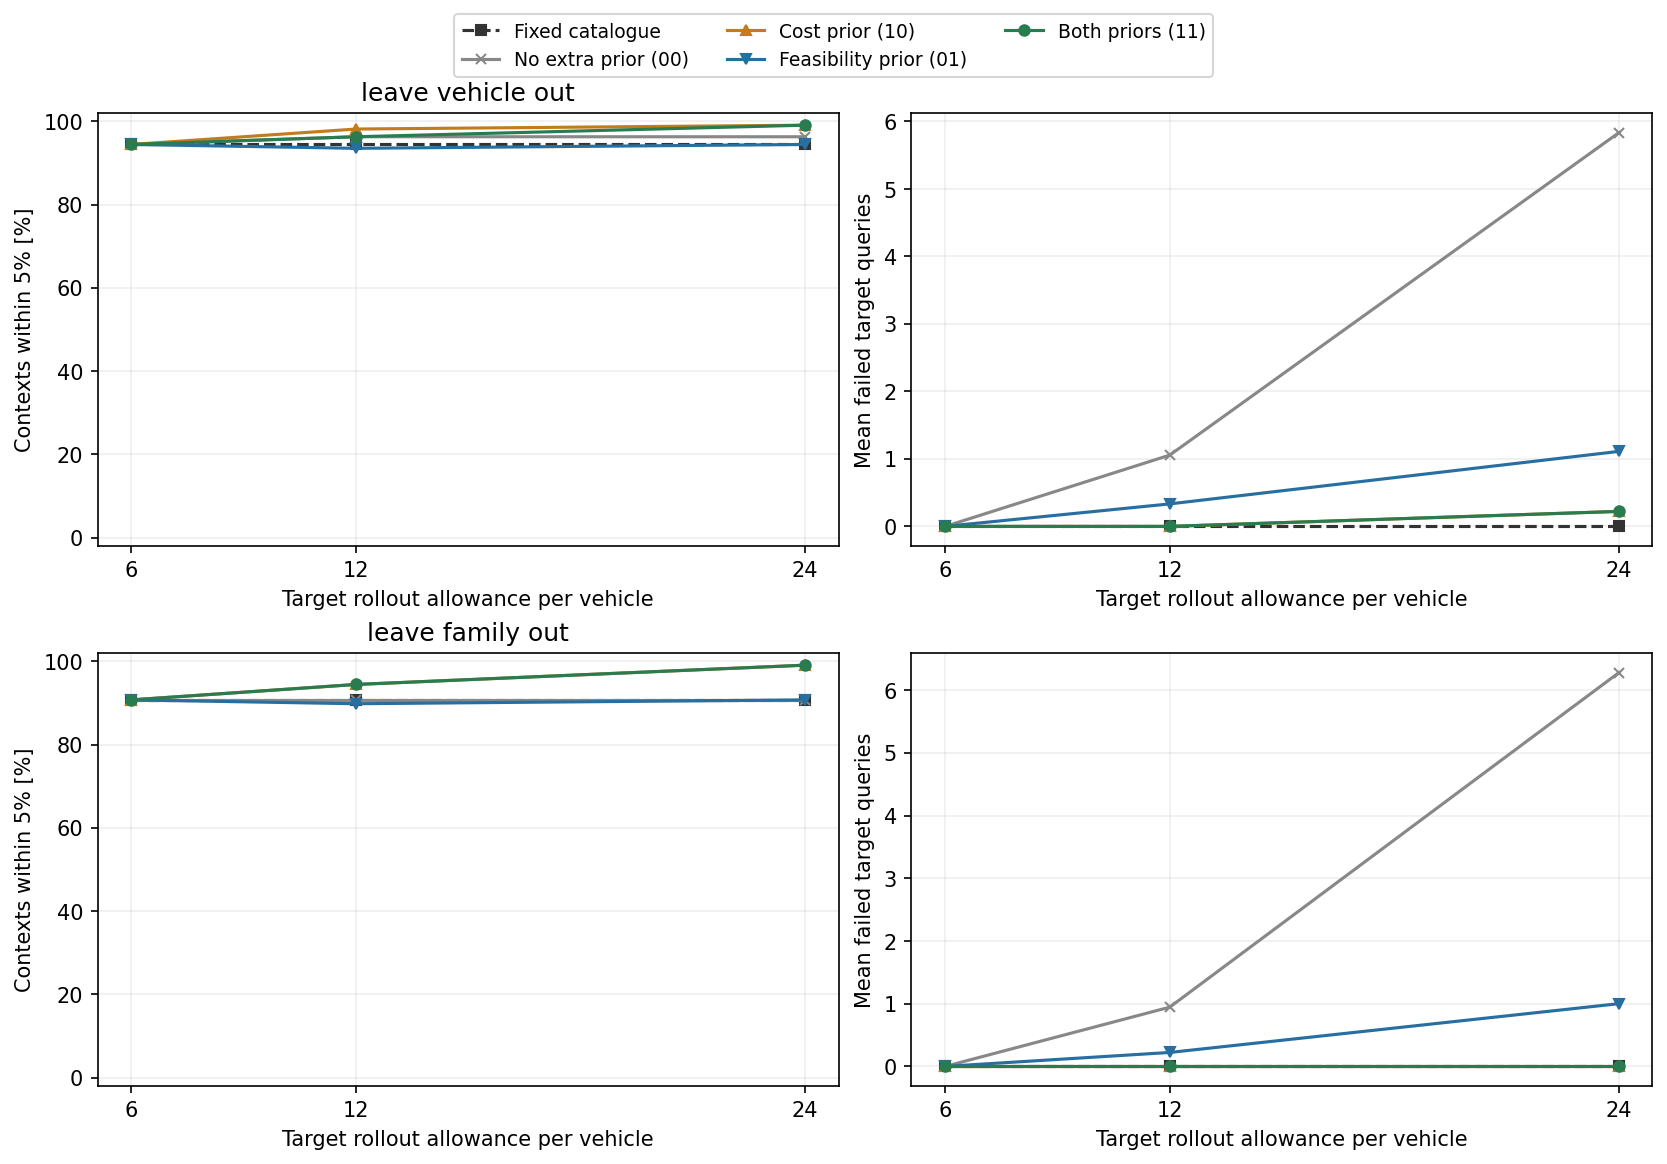 Fixed catalogue
No extra prior (00)
Cost prior (10)
Feasibility prior (01)
Both priors (11)
leave vehicle out
Contexts within 5% [%]
100
80
60
40
20
0
6
12
24
Target rollout allowance per vehicle
Mean failed target queries
6
5
4
3
2
1
0
6
12
24
Target rollout allowance per vehicle
leave family out
Contexts within 5% [%]
100
80
60
40
20
0
6
12
24
Target rollout allowance per vehicle
Mean failed target queries
6
5
4
3
2
1
0
6
12
24
Target rollout allowance per vehicle